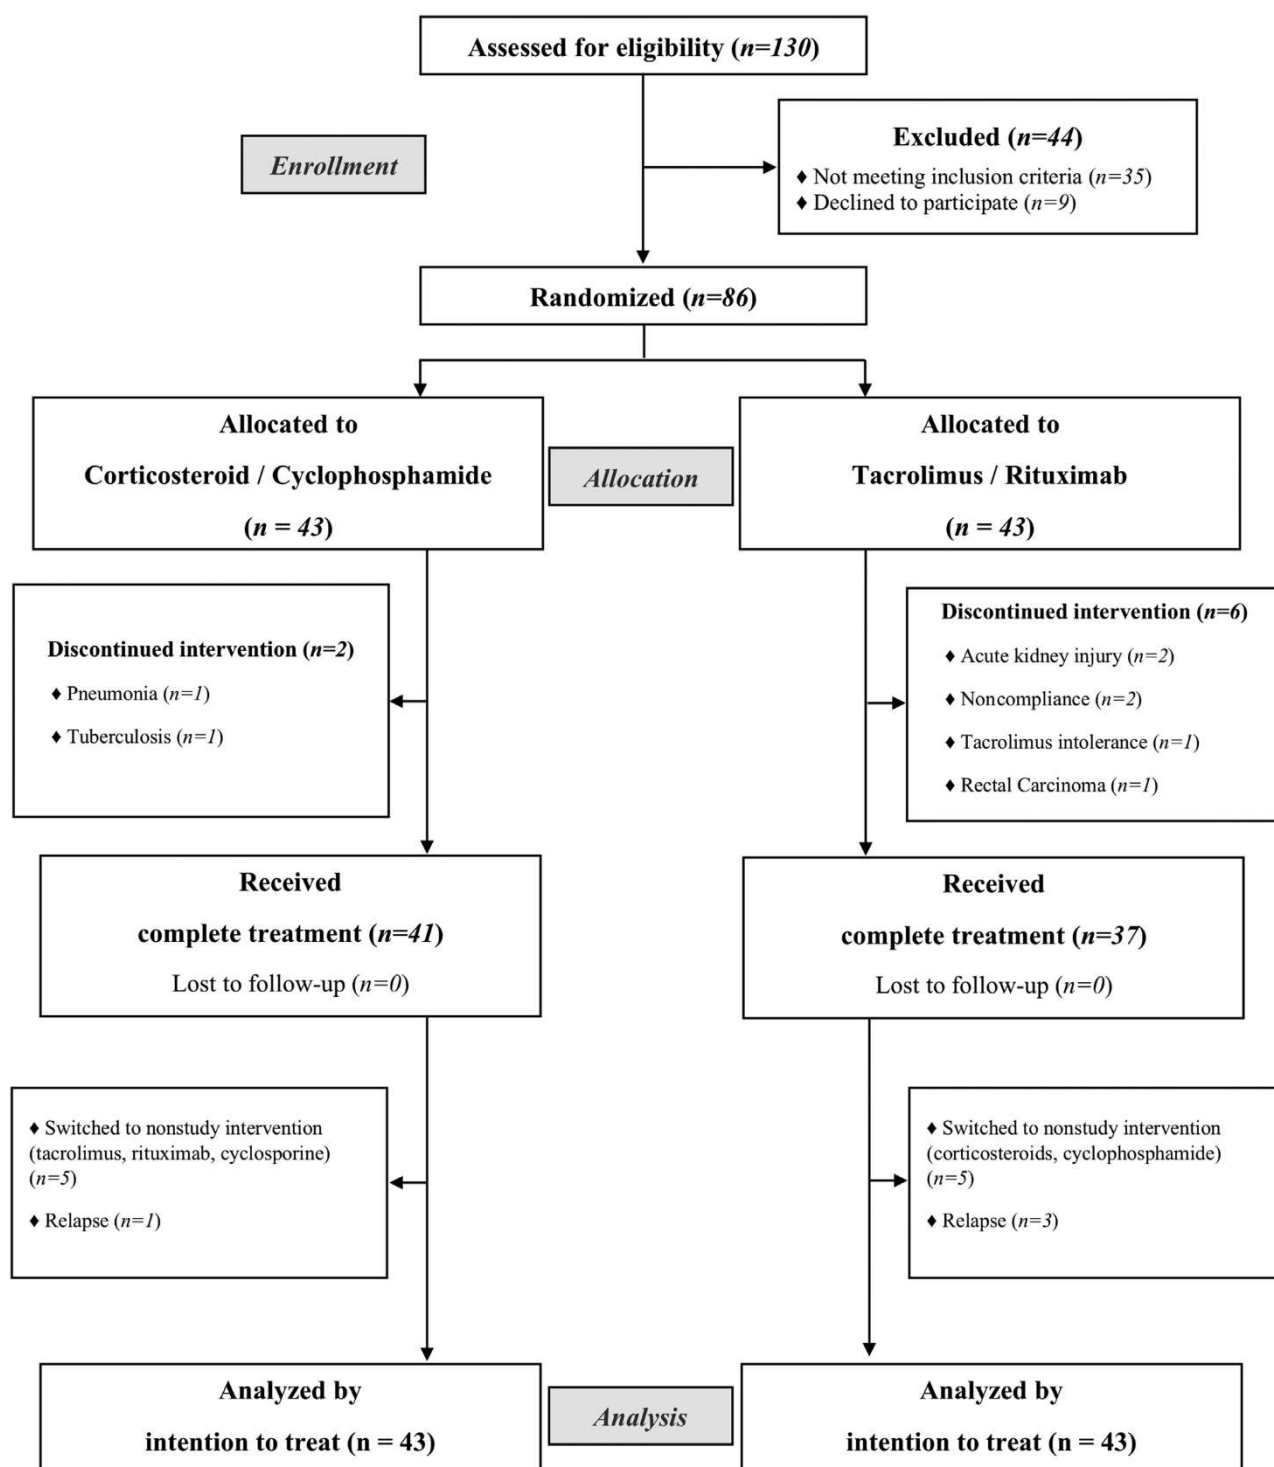 Assessed for eligibility (n=130)
Enrollment
Excluded (n=44)
♦ Not meeting inclusion criteria (n=35)
♦ Declined to participate (n=9)
Randomized (n=86)
Allocated to
Corticosteroid / Cyclophosphamide
(n = 43)
Allocation
Allocated to
Tacrolimus / Rituximab
(n = 43)
Discontinued intervention (n=2)
♦ Pneumonia (n=1)
♦ Tuberculosis (n=1)
Discontinued intervention (n=6)
♦ Acute kidney injury (n=2)
♦ Noncompliance (n=2)
♦ Tacrolimus intolerance (n=1)
♦ Rectal Carcinoma (n=1)
Received
complete treatment (n=41)
Lost to follow-up (n=0)
Received
complete treatment (n=37)
Lost to follow-up (n=0)
♦ Switched to nonstudy intervention
(tacrolimus, rituximab, cyclosporine)
(n=5)
♦ Relapse (n=1)
♦ Switched to nonstudy intervention
(corticosteroids, cyclophosphamide)
(n=5)
♦ Relapse (n=3)
Analyzed by
intention to treat (n = 43)
Analysis
Analyzed by
intention to treat (n = 43)